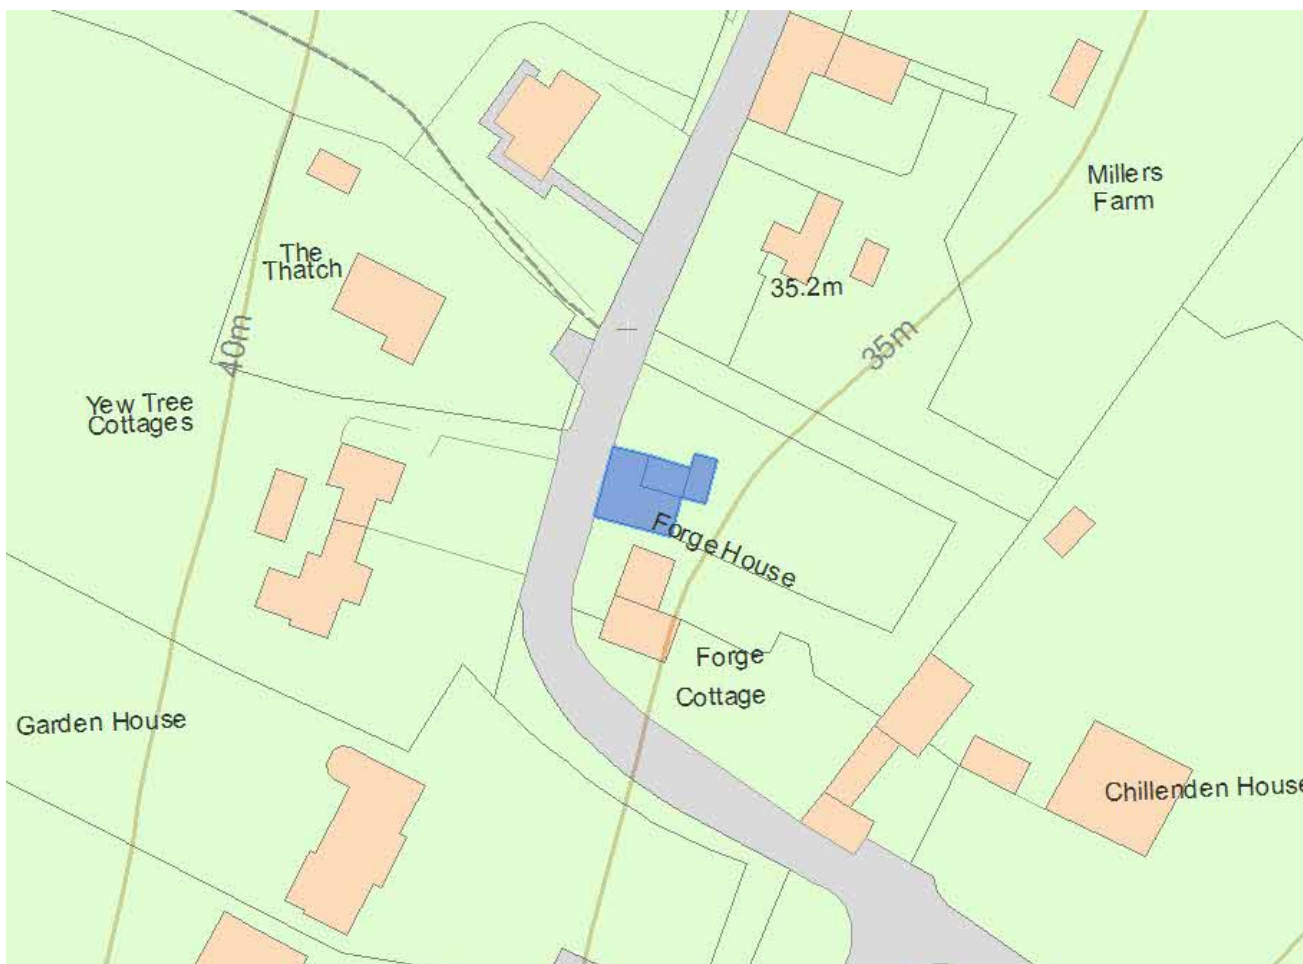 Millers
Farm
The
Thatch
35.2m
40m
35m
Yew Tree
Cottages
Forge House
Forge
Cottage
Garden House
Chillenden House